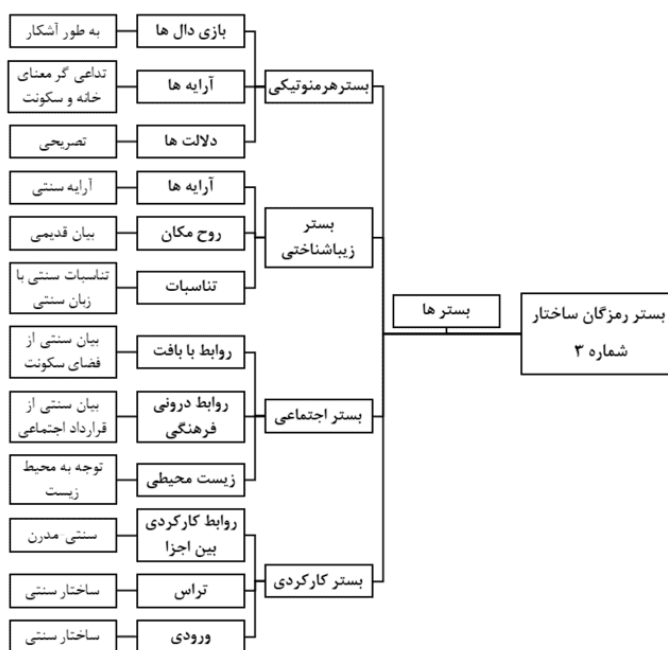 بستر رمزگان ساختار
شماره ۳
بستر ها
بسترهرمنوتیکی
بازی دال ها
به طور آشکار
آرایه ها
تداعی گر معنای
خانه و سکونت
دلالت ها
تصریحی
بستر
زیباشناختی
آرایه ها
آرایه سنتی
روح مکان
بیان قدیمی
تناسبات
تناسبات سنتی با
زبان سنتی
بستر اجتماعی
روابط با بافت
بیان سنتی از
فضای سکونت
روابط درونی
فرهنگی
بیان سنتی از
قرارداد اجتماعی
زیست محیطی
توجه به محیط
زیست
بستر کارکردی
روابط کارکردی
بین اجزا
سنتی-مدرن
تراس
ساختار سنتی
ورودی
ساختار سنتی